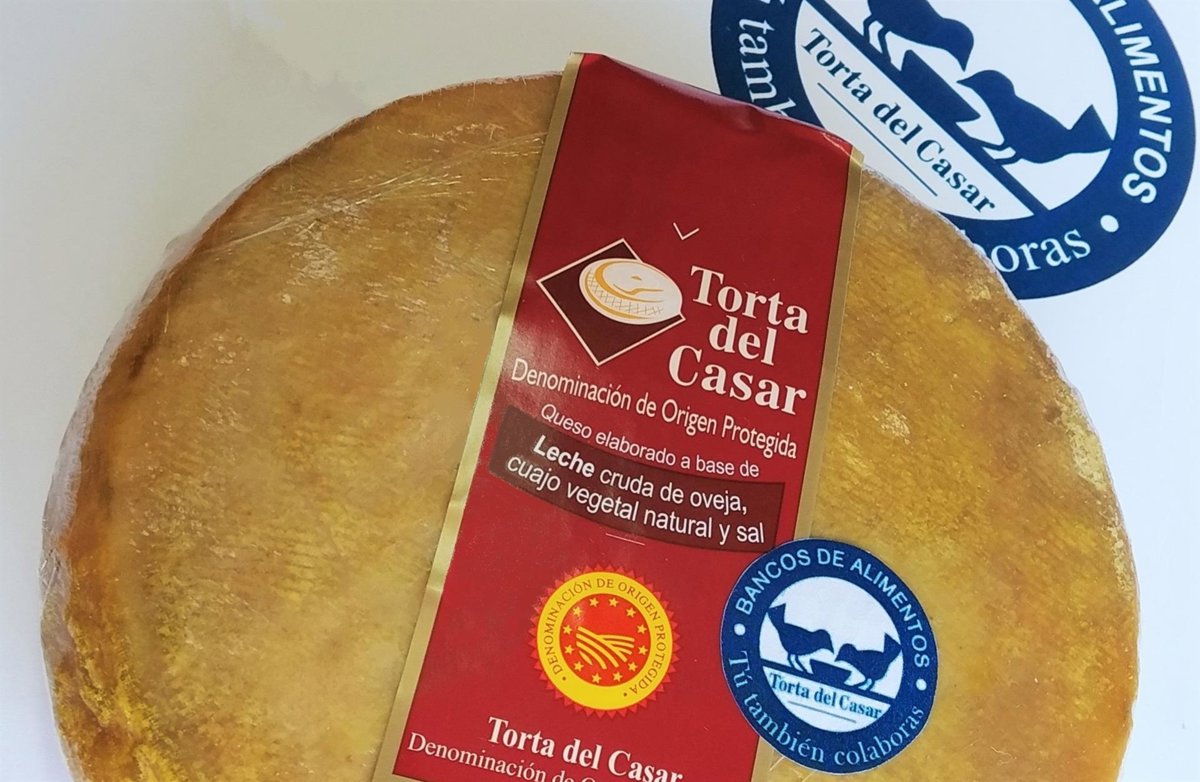 ALIMENTOS
Torta del Casar
Torta
del
Casar
Denominación de Origen Protegida
Queso elaborado a base de
Leche cruda de oveja,
cuajo vegetal natural y sal
DENOMINACIÓN DE ORIGEN PROTEGIDA
BANCOS DE ALIMENTOS
Torta del Casar
Tú también colaboras
Torta del Casar
Denominación de